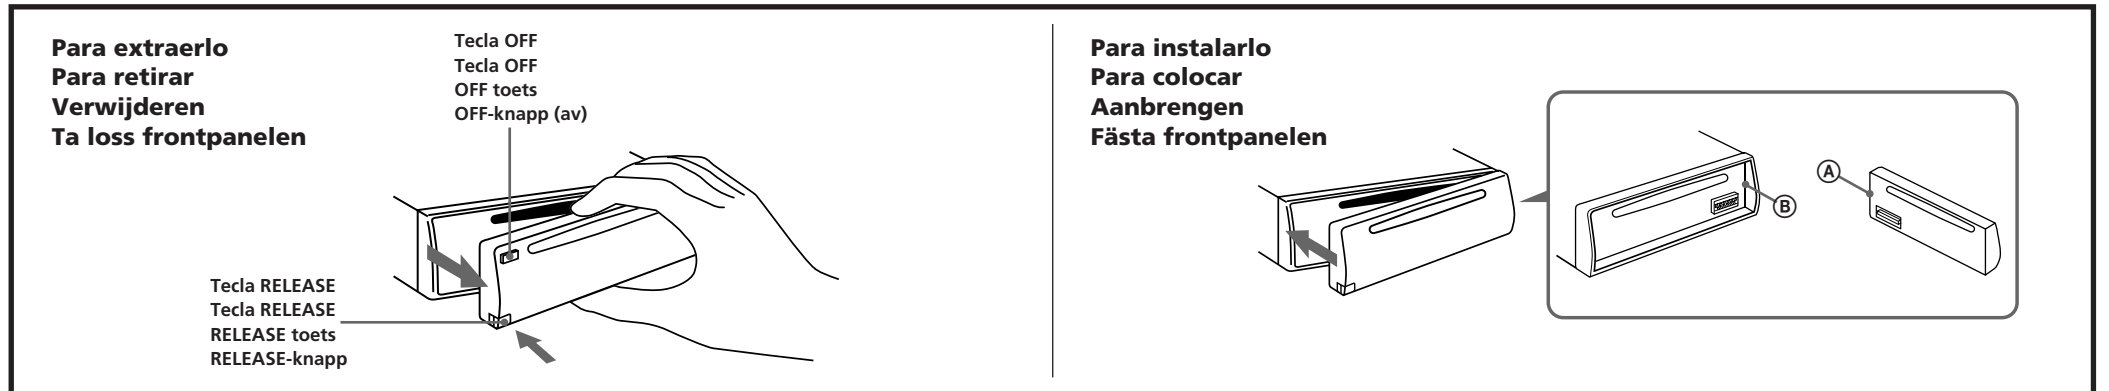 Para extraerlo
Para retirar
Verwijderen
Ta loss frontpanelen
Tecla OFF
Tecla OFF
OFF toets
OFF-knapp (av)
Tecla RELEASE
Tecla RELEASE
RELEASE toets
RELEASE-knapp
Para instalarlo
Para colocar
Aanbrengen
Fästa frontpanelen
A
B